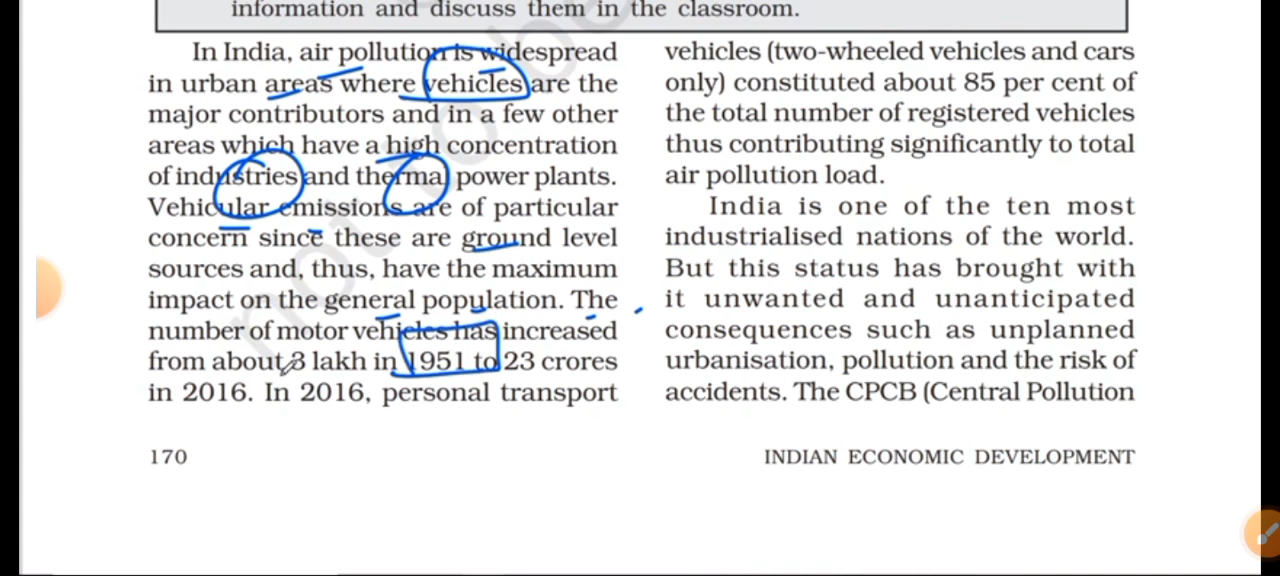 information and discuss them in the classroom.
In India, air pollution is widespread
in urban areas where vehicles are the
major contributors and in a few other
areas which have a high concentration
of industries and thermal power plants.
Vehicular emissions are of particular
concern since these are ground level
sources and, thus, have the maximum
impact on the general population. The
number of motor vehicles has increased
from about 3 lakh in 1951 to 23 crores
in 2016. In 2016, personal transport
vehicles (two-wheeled vehicles and cars
only) constituted about 85 per cent of
the total number of registered vehicles
thus contributing significantly to total
air pollution load.
India is one of the ten most
industrialised nations of the world.
But this status has brought with
it unwanted and unanticipated
consequences such as unplanned
urbanisation, pollution and the risk of
accidents. The CPCB (Central Pollution
170
INDIAN ECONOMIC DEVELOPMENT
not to be